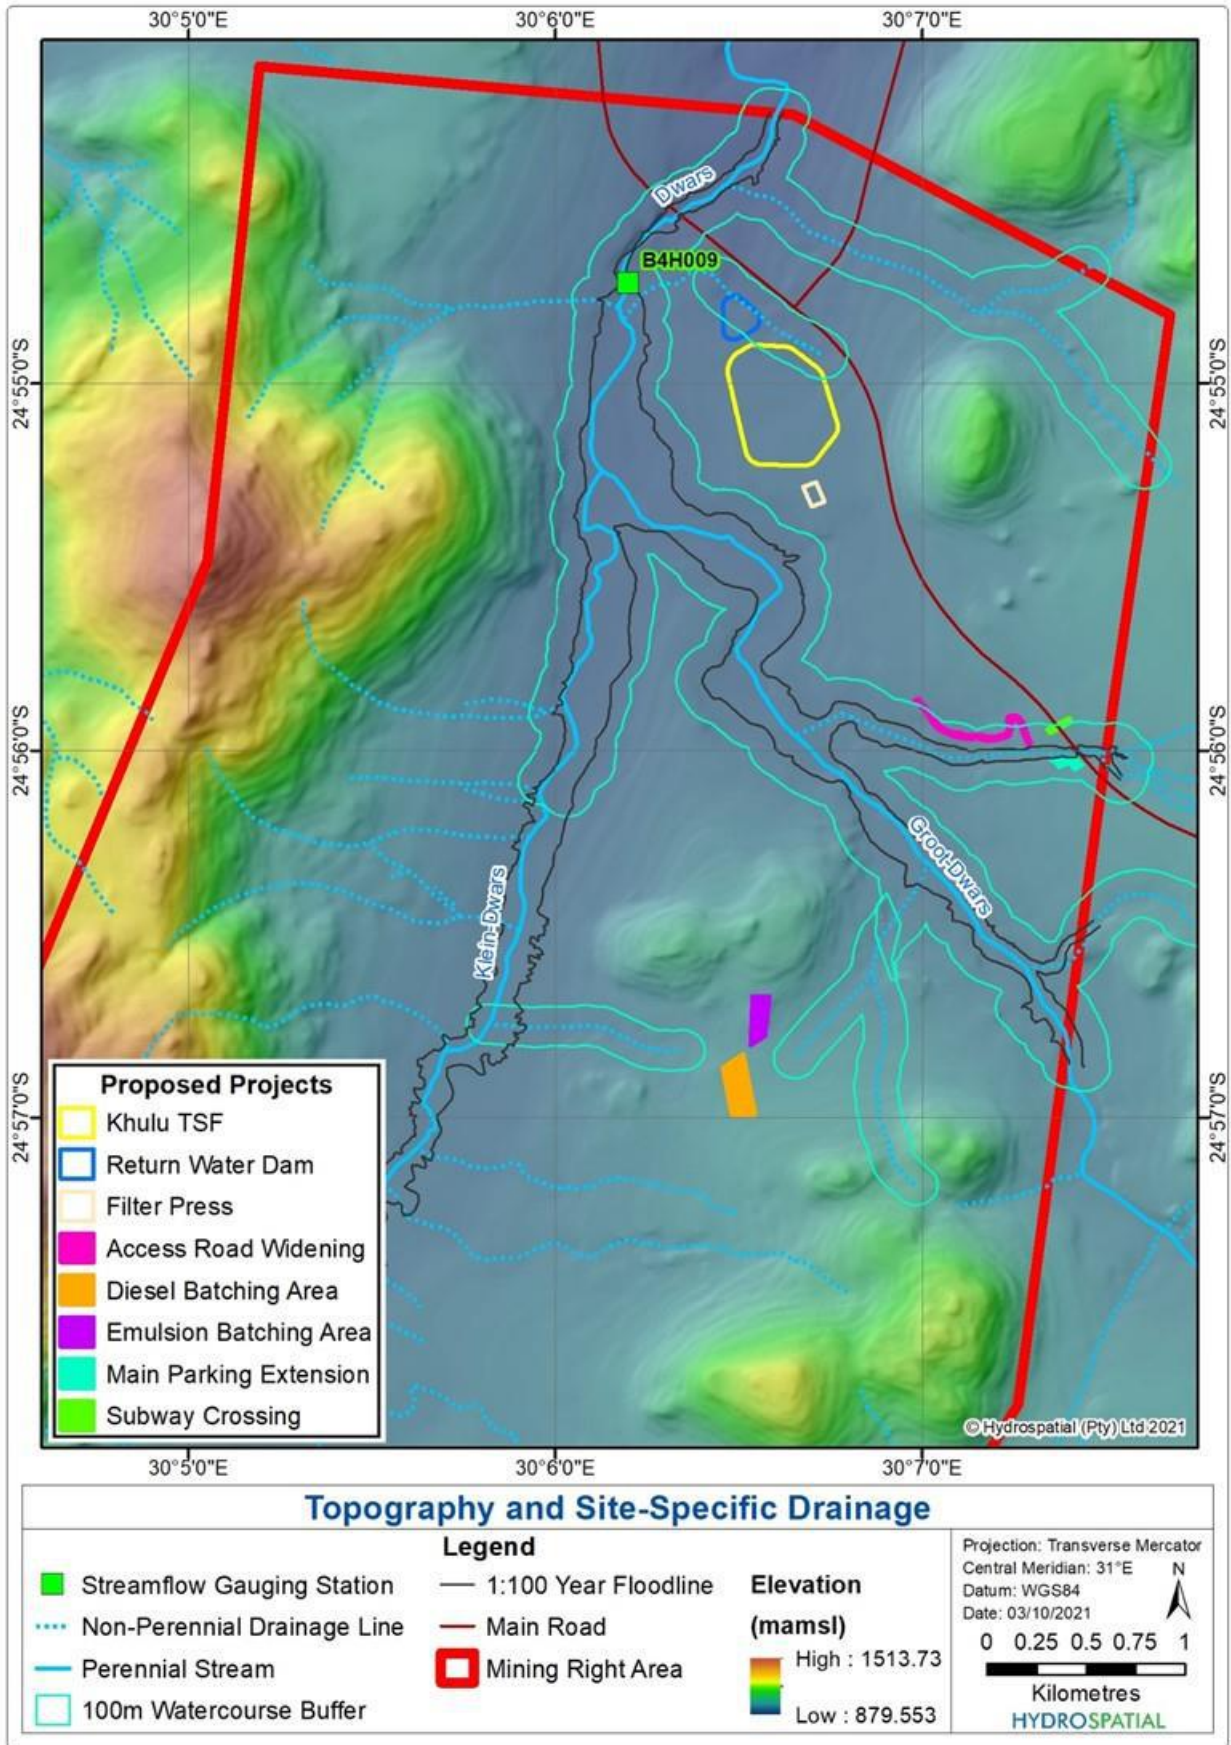 30°5'0"E
30°6'0"E
30°7'0"E
Dwars
B4H009
24°55'0"S
24°55'0"S
24°56'0"S
24°56'0"S
Groot-Dwars
Klein-Dwars
24°57'0"S
24°57'0"S
Proposed Projects
Khulu TSF
Return Water Dam
Filter Press
Access Road Widening
Diesel Batching Area
Emulsion Batching Area
Main Parking Extension
Subway Crossing
© Hydrospatial (Pty) Ltd 2021
30°5'0"E
30°6'0"E
30°7'0"E
Topography and Site-Specific Drainage
Legend
Streamflow Gauging Station
Non-Perennial Drainage Line
Perennial Stream
100m Watercourse Buffer
1:100 Year Floodline
Main Road
Mining Right Area
Elevation
(mamsl)
High : 1513.73
Low : 879.553
Projection: Transverse Mercator
Central Meridian: 31°E
Datum: WGS84
Date: 03/10/2021
N
0 0.25 0.5 0.75 1
Kilometres
HYDROSPATIAL